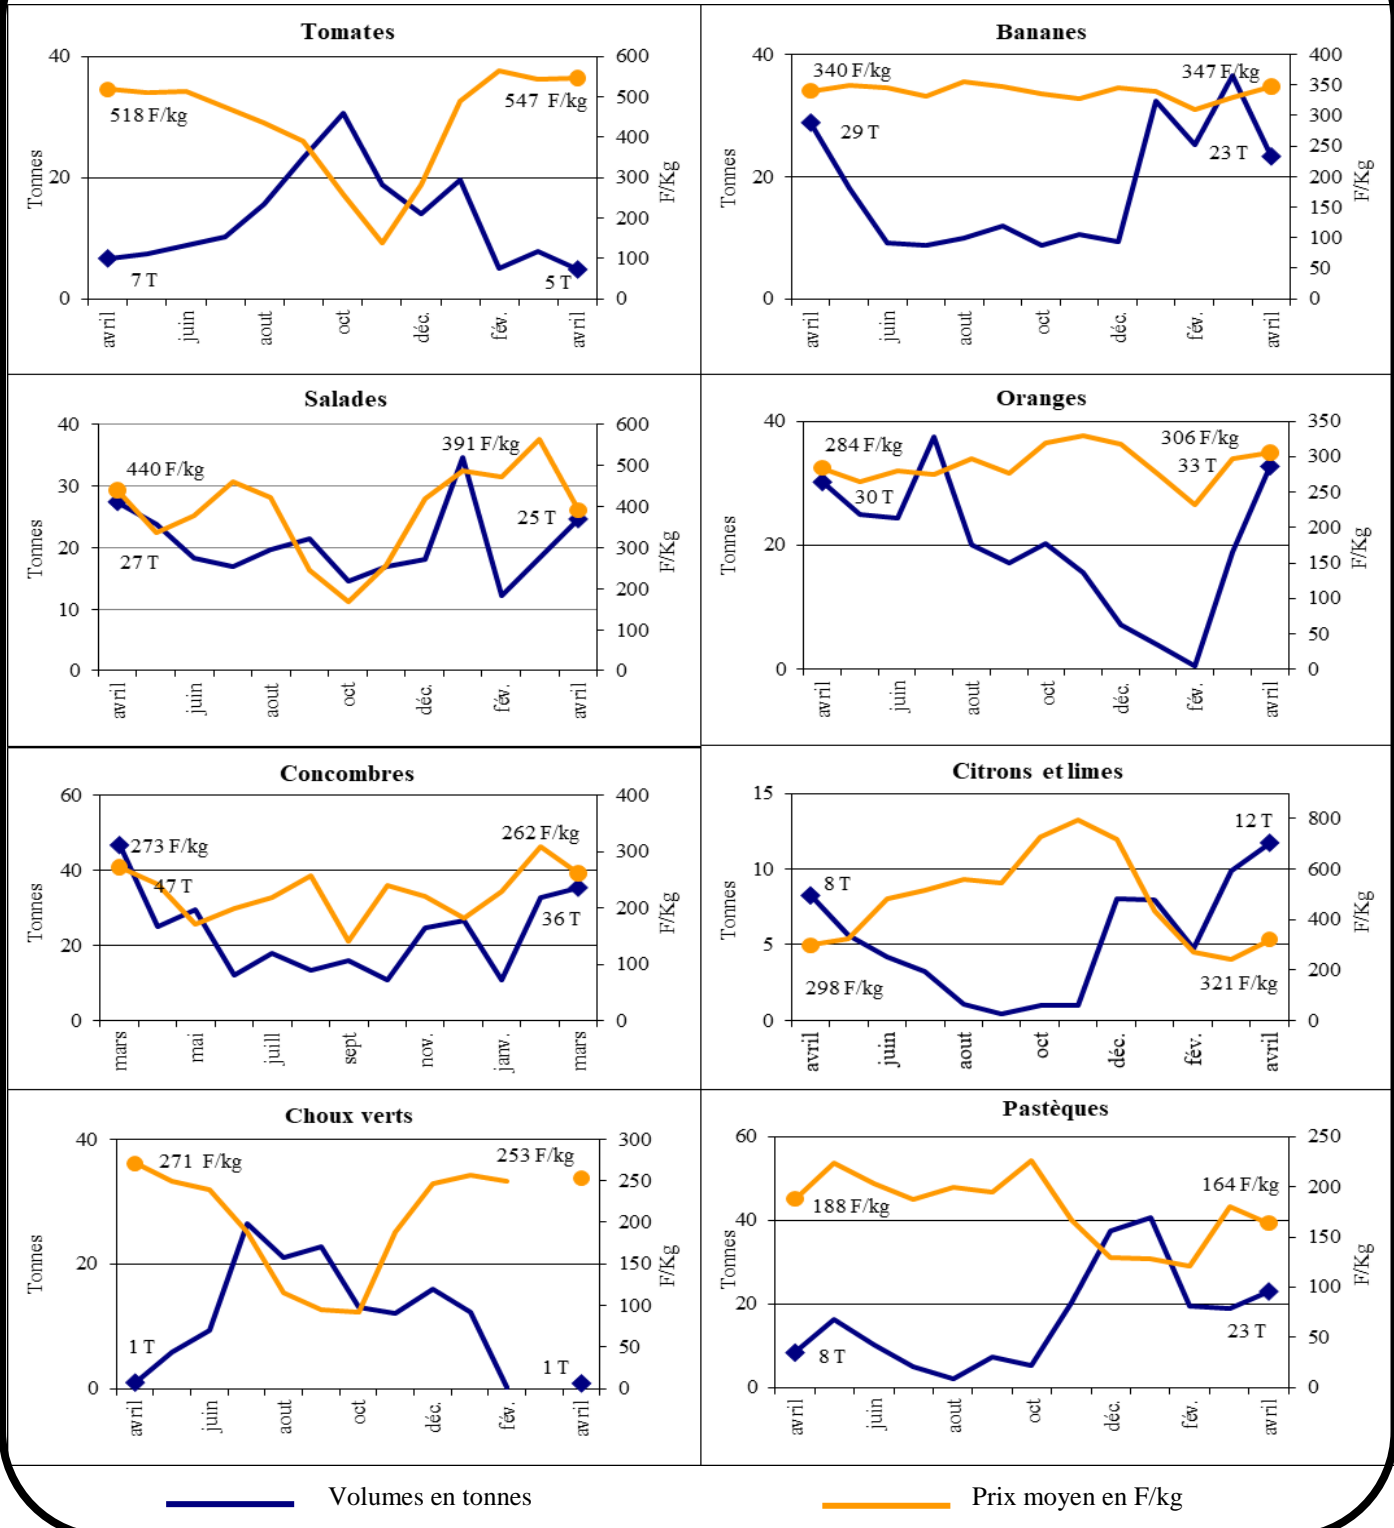 Tomates
40
20
0
600
500
400
300
200
100
0
Tonnes
F/Kg
518 F/kg
547 F/kg
7 T
5 T
avril
juin
aout
oct
déc.
fév.
avril
Bananes
40
20
0
400
350
300
250
200
150
100
50
0
Tonnes
F/Kg
340 F/kg
347 F/kg
29 T
23 T
avril
juin
aout
oct
déc.
fév.
avril
Salades
40
30
20
10
0
600
500
400
300
200
100
0
Tonnes
F/Kg
440 F/kg
391 F/kg
27 T
25 T
avril
juin
aout
oct
déc.
fév.
avril
Oranges
40
20
0
350
300
250
200
150
100
50
0
Tonnes
F/Kg
284 F/kg
306 F/kg
30 T
33 T
avril
juin
aout
oct
déc.
fév.
avril
Concombres
60
40
20
0
400
300
200
100
0
Tonnes
F/Kg
273 F/kg
262 F/kg
47 T
36 T
mars
mai
juill
sept
nov.
janv.
mars
Citrons et limes
15
10
5
0
800
600
400
200
0
Tonnes
F/Kg
12 T
8 T
298 F/kg
321 F/kg
avril
juin
aout
oct
déc.
fév.
avril
Choux verts
40
20
0
300
250
200
150
100
50
0
Tonnes
F/Kg
271 F/kg
253 F/kg
1 T
1 T
avril
juin
aout
oct
déc.
fév.
avril
Pastèques
60
40
20
0
250
200
150
100
50
0
Tonnes
F/Kg
188 F/kg
164 F/kg
8 T
23 T
avril
juin
aout
oct
déc.
fév.
avril
Volumes en tonnes
Prix moyen en F/kg